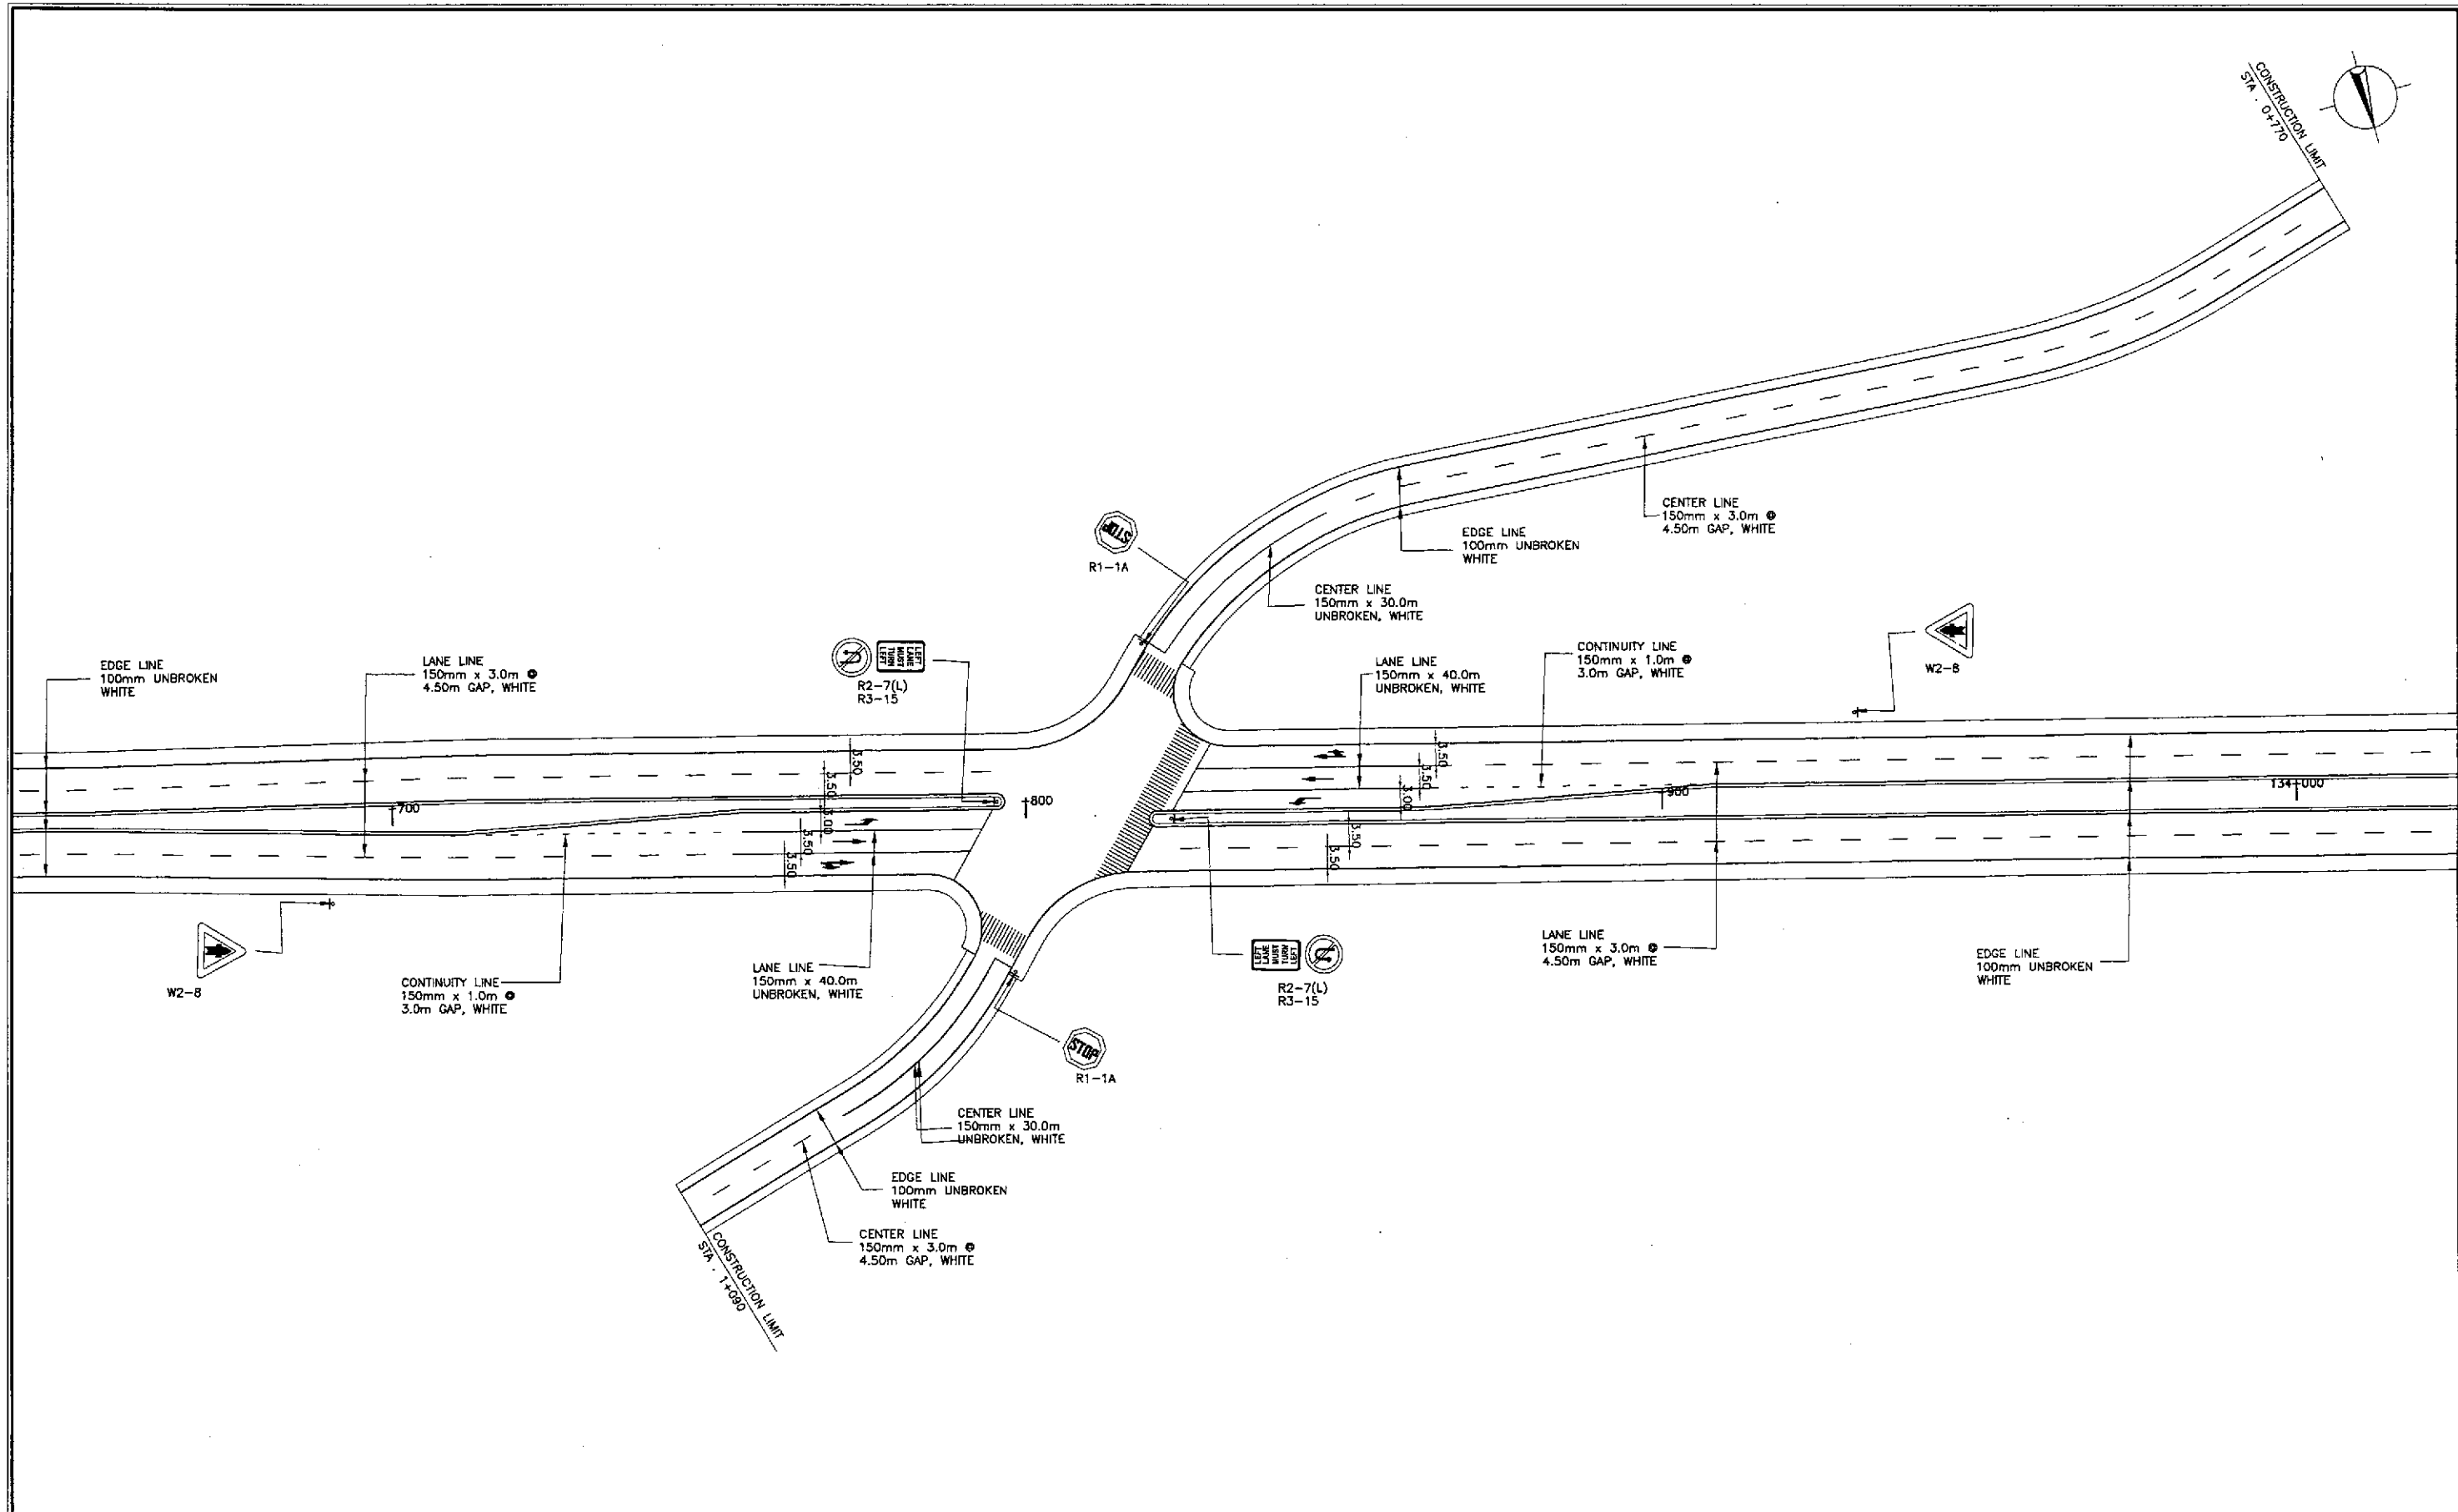 CONSTRUCTION LIMIT
STA . 0+770
CENTER LINE
150mm x 3.0m @
4.50m GAP, WHITE
STOP
R1-1A
EDGE LINE
100mm UNBROKEN
WHITE
CENTER LINE
150mm x 30.0m
UNBROKEN, WHITE
EDGE LINE
100mm UNBROKEN
WHITE
LANE LINE
150mm x 3.0m @
4.50m GAP, WHITE
LEFT
LANE
MUST
TURN
LEFT
R2-7(L)
R3-15
LANE LINE
150mm x 40.0m
UNBROKEN, WHITE
CONTINUITY LINE
150mm x 1.0m @
3.0m GAP, WHITE
W2-8
3.50
3.50
3.00
3.50
3.50
3.50
3.50
3.00
3.50
3.50
700
800
900
134+000
W2-8
CONTINUITY LINE
150mm x 1.0m @
3.0m GAP, WHITE
LANE LINE
150mm x 40.0m
UNBROKEN, WHITE
LEFT
LANE
MUST
TURN
LEFT
R2-7(L)
R3-15
LANE LINE
150mm x 3.0m @
4.50m GAP, WHITE
EDGE LINE
100mm UNBROKEN
WHITE
STOP
R1-1A
CENTER LINE
150mm x 30.0m
UNBROKEN, WHITE
EDGE LINE
100mm UNBROKEN
WHITE
CENTER LINE
150mm x 3.0m @
4.50m GAP, WHITE
CONSTRUCTION LIMIT
STA . 1+090